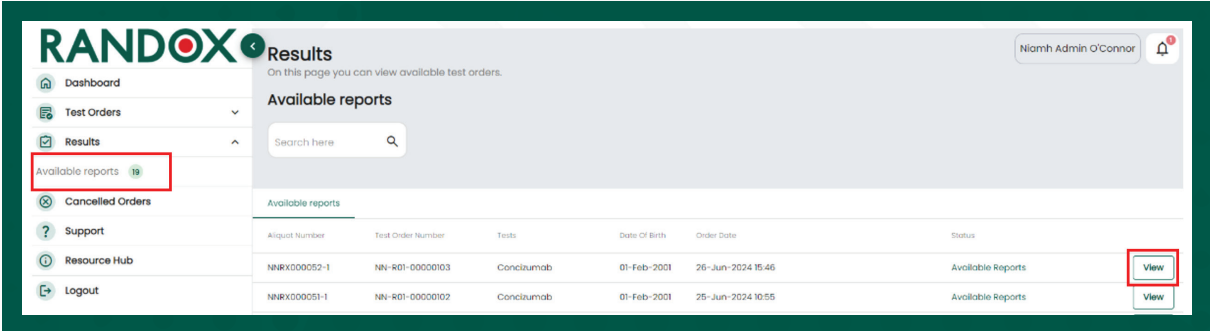 RANDOX
Dashboard
Test Orders
Results
Available reports 19
Cancelled Orders
Support
Resource Hub
Logout
Results
On this page you can view available test orders.
Niamh Admin O'Connor
1
Available reports
Search here
Available reports
Aliquot Number Test Order Number Tests Date Of Birth Order Date Status
NNRX000052-1 NN-R01-00000103 Concizumab 01-Feb-2001 26-Jun-2024 15:46 Available Reports View
NNRX000051-1 NN-R01-00000102 Concizumab 01-Feb-2001 25-Jun-2024 10:55 Available Reports View